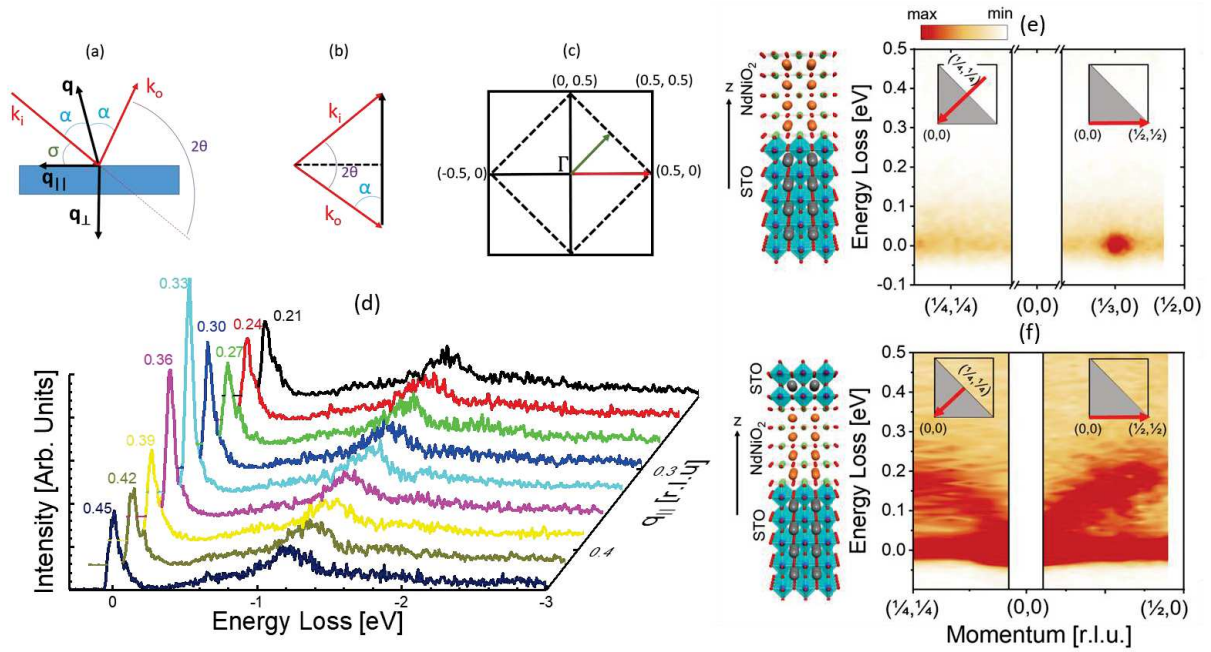 (a)
q
k_o
k_i
α
α
σ
2θ
q_||
q_⊥
(b)
k_i
2θ
α
k_o
(c)
(0, 0.5)
(0.5, 0.5)
Γ
(-0.5, 0)
(0.5, 0)
(d)
0.33
0.36
0.30
0.27
0.24
0.21
0.39
0.42
0.45
Intensity [Arb. Units]
0
-1
-2
-3
Energy Loss [eV]
0.3
0.4
q_|| [r.l.u]
max
min
(e)
z
NdNiO2
STO
Energy Loss [eV]
0.5
0.4
0.3
0.2
0.1
0.0
-0.1
(¼,¼)
(0,0)
(0,0)
(½,½)
(¼,¼)
(0,0)
(⅓,0)
(½,0)
(f)
z
STO
NdNiO2
STO
Energy Loss [eV]
0.5
0.4
0.3
0.2
0.1
0.0
(¼,¼)
(0,0)
(0,0)
(½,½)
(¼,¼)
(0,0)
(½,0)
Momentum [r.l.u.]